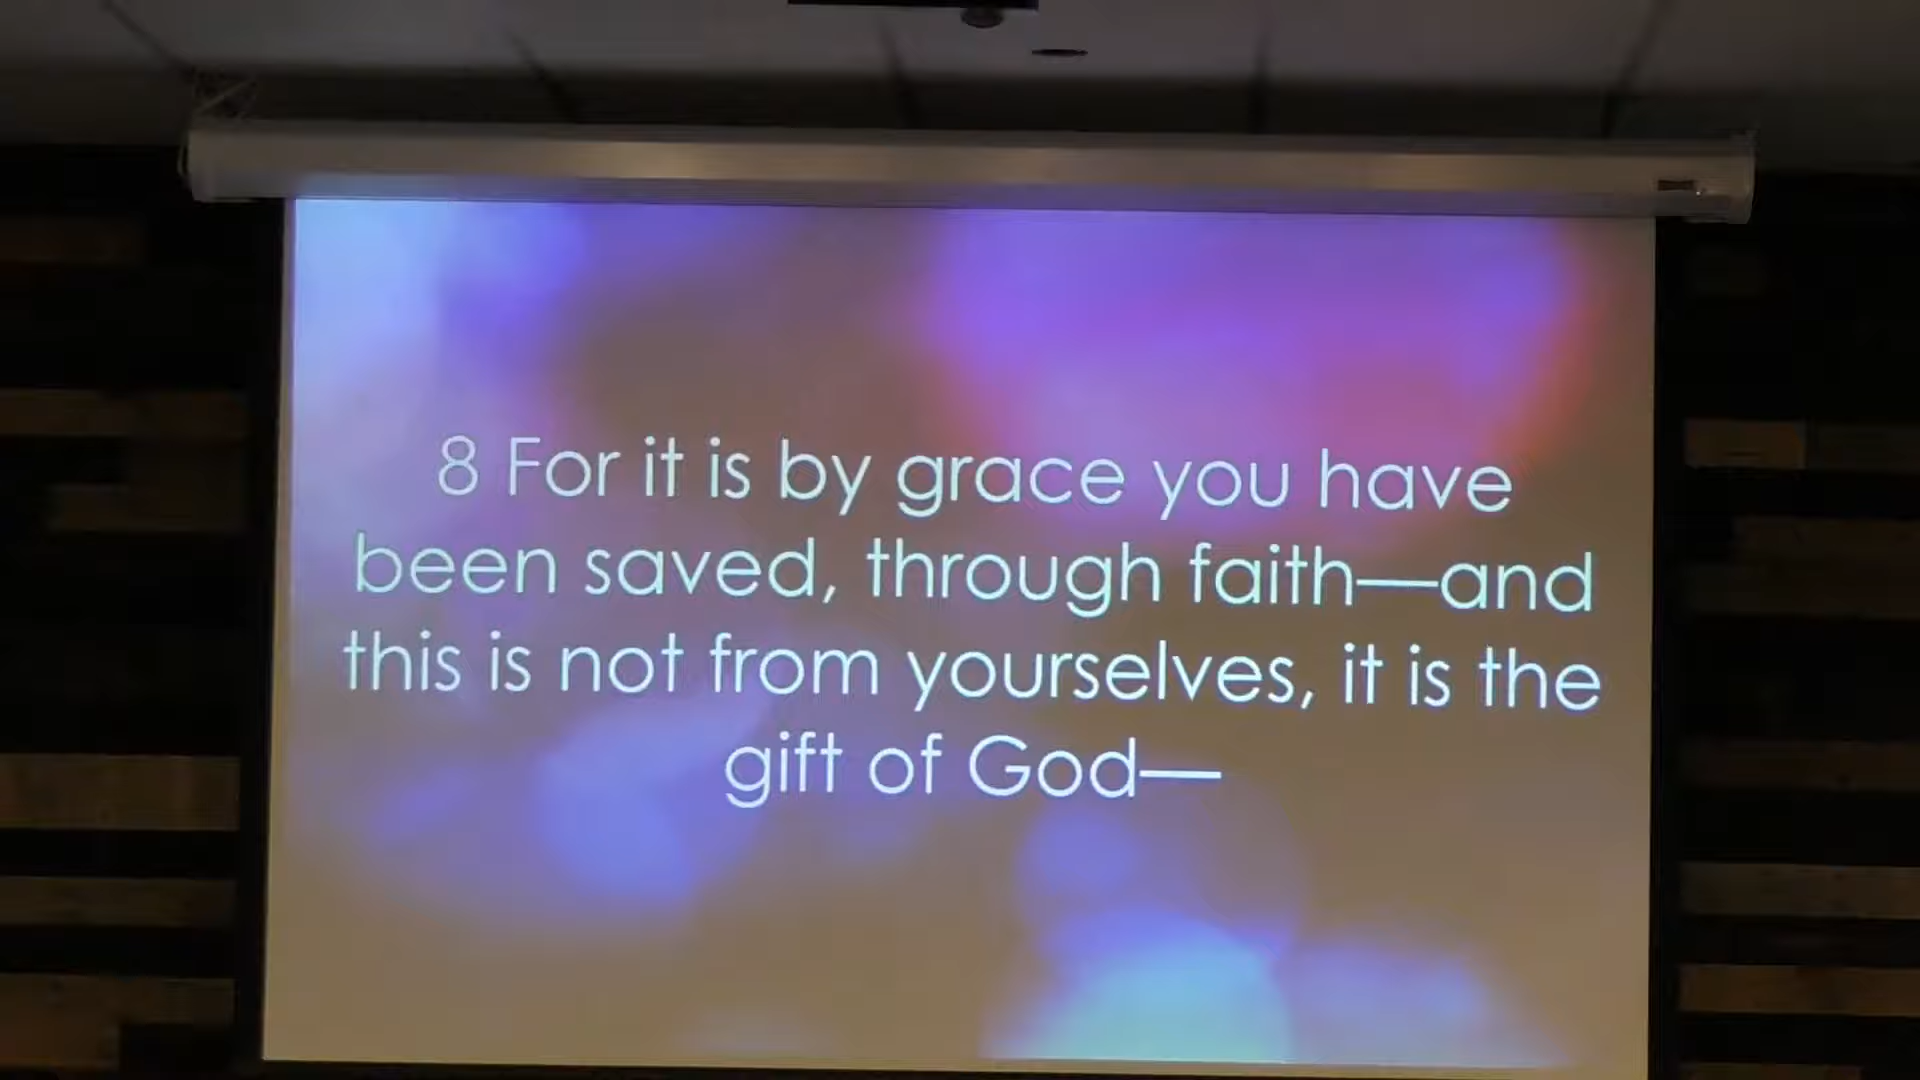 8 For it is by grace you have
been saved, through faith—and
this is not from yourselves, it is the
gift of God—